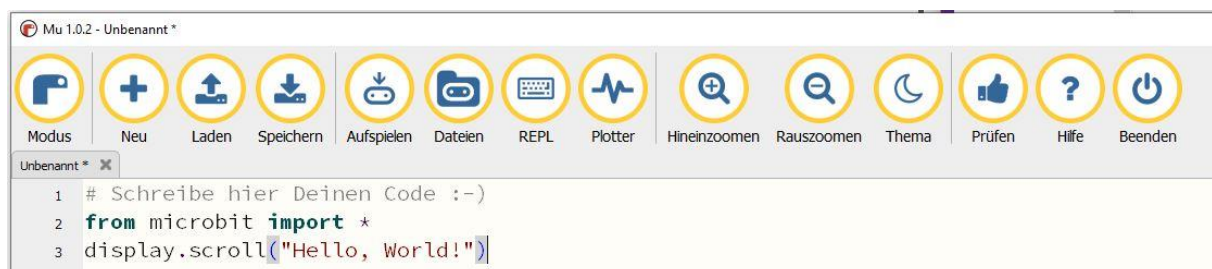 Mu 1.0.2 - Unbenannt *
Modus Neu Laden Speichern Aufspielen Dateien REPL Plotter Hineinzoomen Rauszoomen Thema Prüfen Hilfe Beenden
Unbenannt *
1 # Schreibe hier Deinen Code :-)
2 from microbit import *
3 display.scroll("Hello, World!")